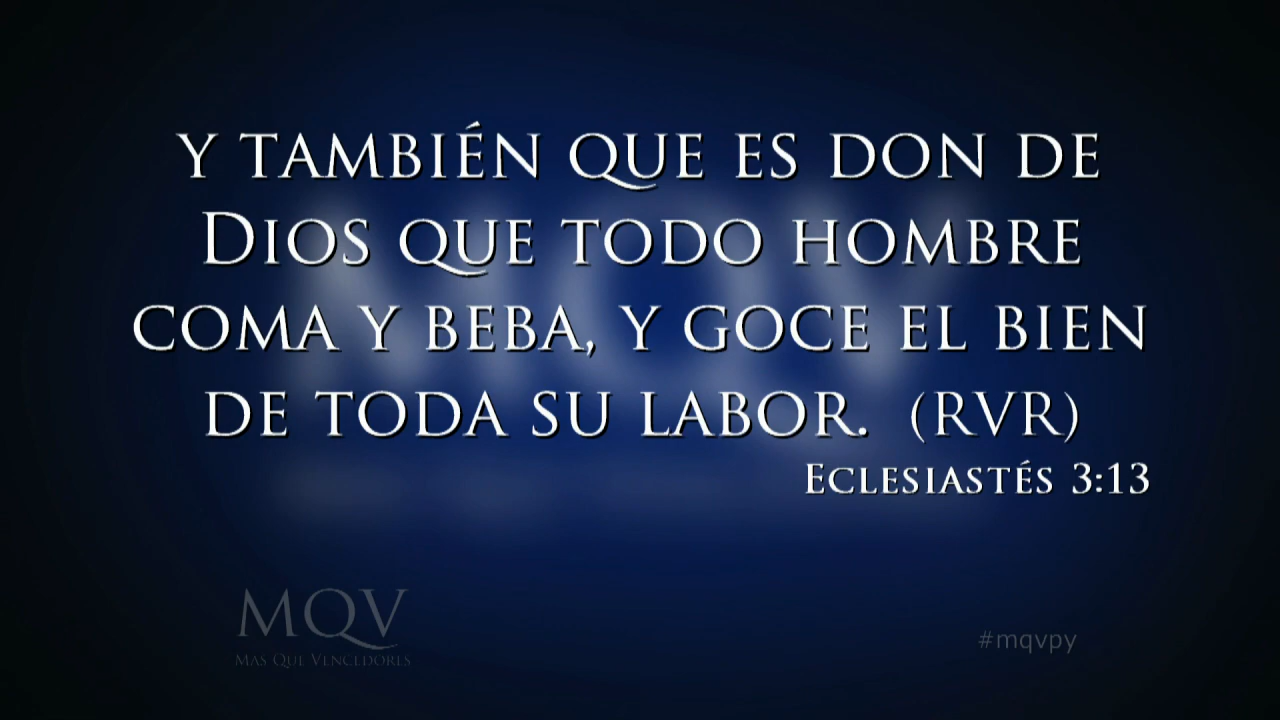 Y TAMBIÉN QUE ES DON DE
DIOS QUE TODO HOMBRE
COMA Y BEBA, Y GOCE EL BIEN
DE TODA SU LABOR. (RVR)
ECLESIASTÉS 3:13
MQV
MAS QUE VENCEDORES
#mqvpy